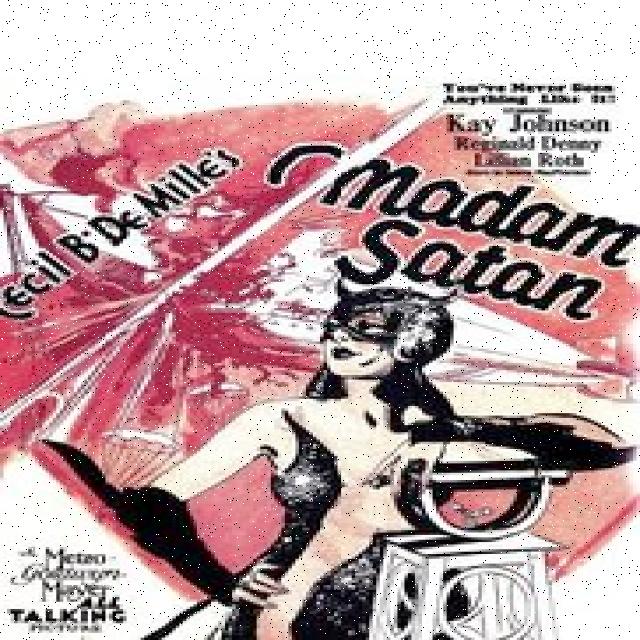 You've Never Seen
Anything Like It!
Kay Johnson
Reginald Denny
Lillian Roth
Cecil B. De Mille's
Madam
Satan
A Metro-
Goldwyn-
Mayer
ALL
TALKING
PICTURE